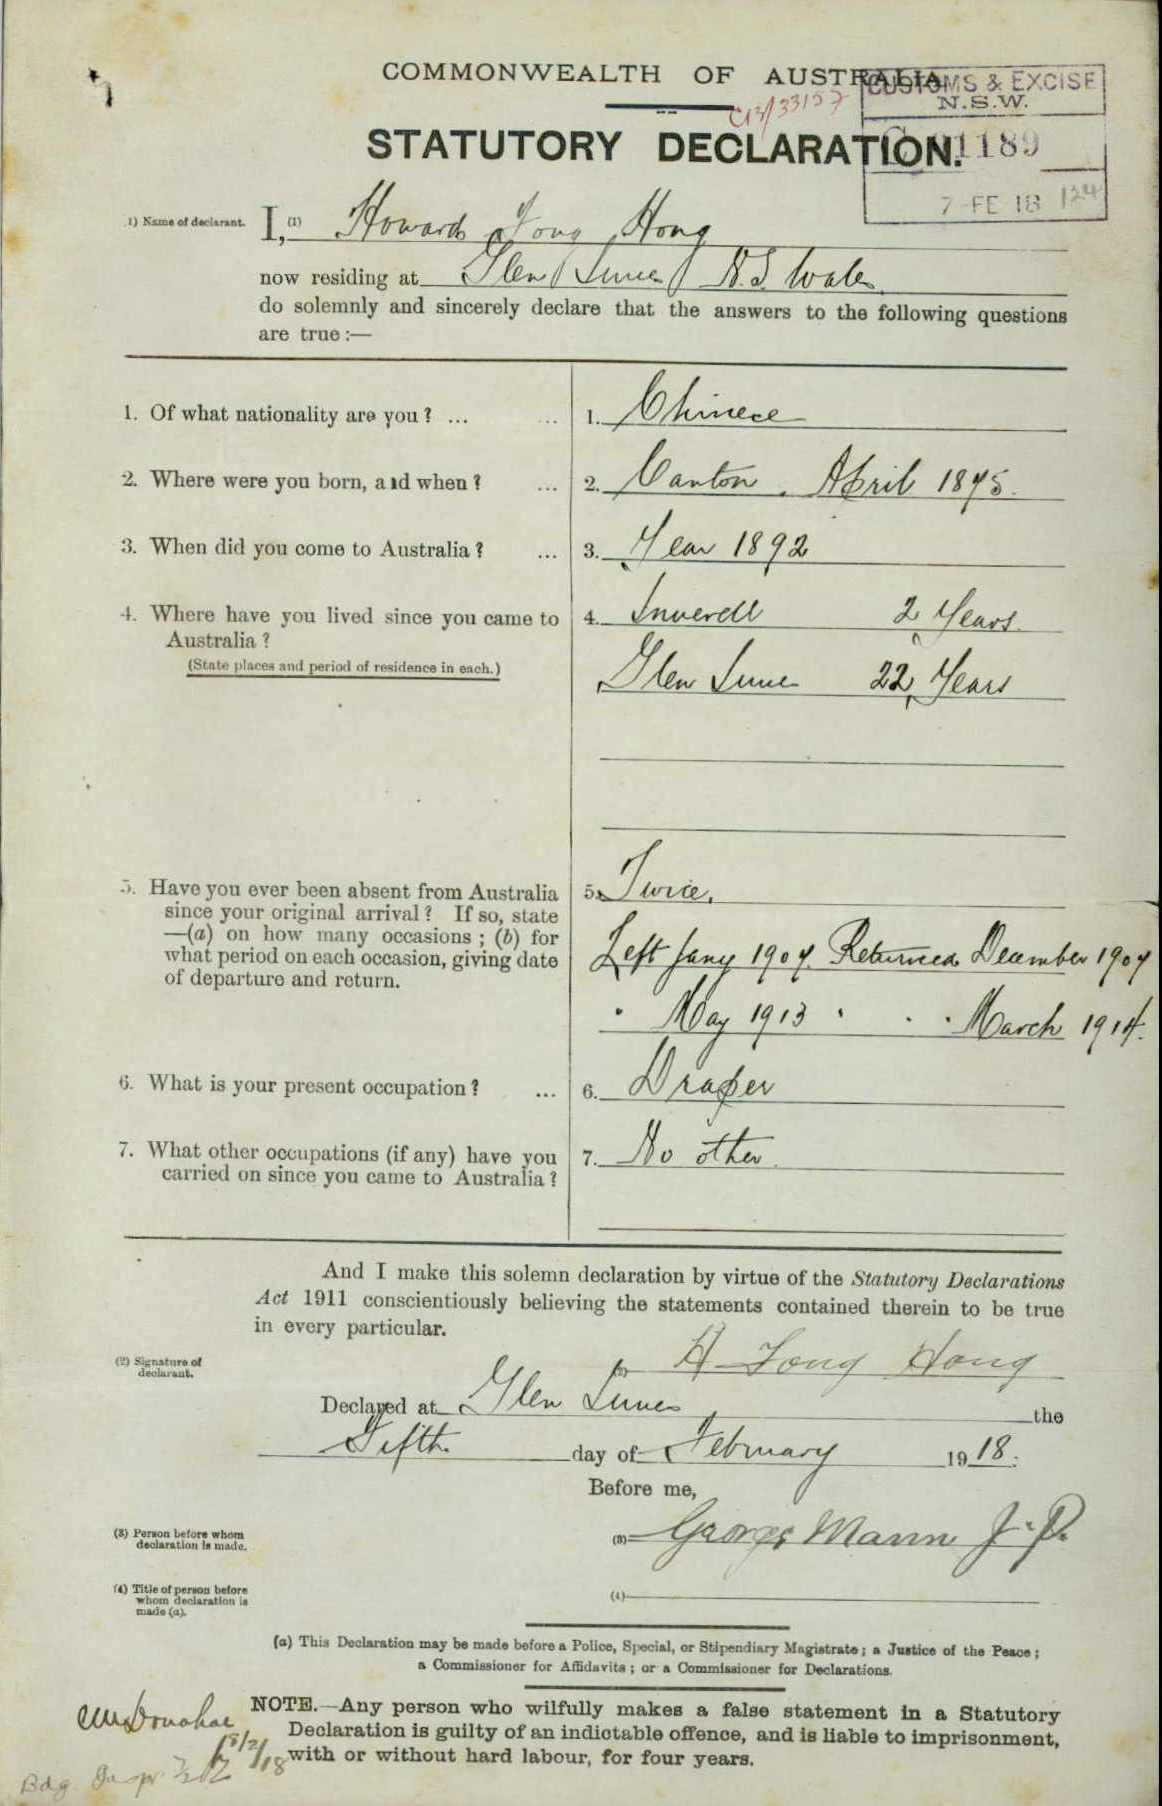 COMMONWEALTH OF AUSTRALIA
CUSTOMS & EXCISE
N.S.W.
C13/33157
STATUTORY DECLARATION.
C 01189
7 FE 18 124
1) Name of declarant. I, (1) Howard Fong Hong
now residing at Glen Innes N.S. Wales.
do solemnly and sincerely declare that the answers to the following questions
are true :—
1. Of what nationality are you ? ... ... 1. Chinese
2. Where were you born, and when ? ... 2. Canton. April 1875.
3. When did you come to Australia ? ... 3. Year 1892
4. Where have you lived since you came to 4. Inverell 2 Years.
Australia ?
(State places and period of residence in each.)
Glen Innes 22 Years
5. Have you ever been absent from Australia 5. Twice.
since your original arrival ? If so, state
—(a) on how many occasions ; (b) for
what period on each occasion, giving date Left Jany 1907. Returned December 1907
of departure and return.
" May 1913 " " " March 1914.
6. What is your present occupation ? ... 6. Draper
7. What other occupations (if any) have you 7. No other.
carried on since you came to Australia ?
And I make this solemn declaration by virtue of the Statutory Declarations
Act 1911 conscientiously believing the statements contained therein to be true
in every particular.
(2) Signature of
declarant.
(2) H Fong Hong
Declared at Glen Innes the
Fifth day of February 1918.
Before me,
(3) Person before whom
declaration is made.
(3) George Mann J.P.
(4) Title of person before
whom declaration is
made (a).
(4)
(a) This Declaration may be made before a Police, Special, or Stipendiary Magistrate ; a Justice of the Peace ;
a Commissioner for Affidavits ; or a Commissioner for Declarations.
NOTE.—Any person who wilfully makes a false statement in a Statutory
Declaration is guilty of an indictable offence, and is liable to imprisonment,
with or without hard labour, for four years.
Donohoe
/2/18
Bdg